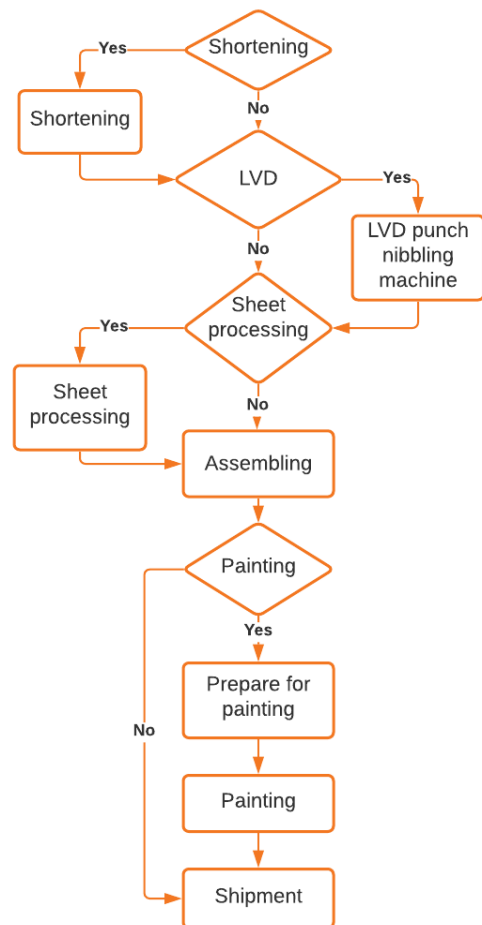 Shortening
Yes
No
Shortening
LVD
Yes
No
LVD punch
nibbling
machine
Sheet
processing
Yes
No
Sheet
processing
Assembling
Painting
Yes
No
Prepare for
painting
Painting
Shipment